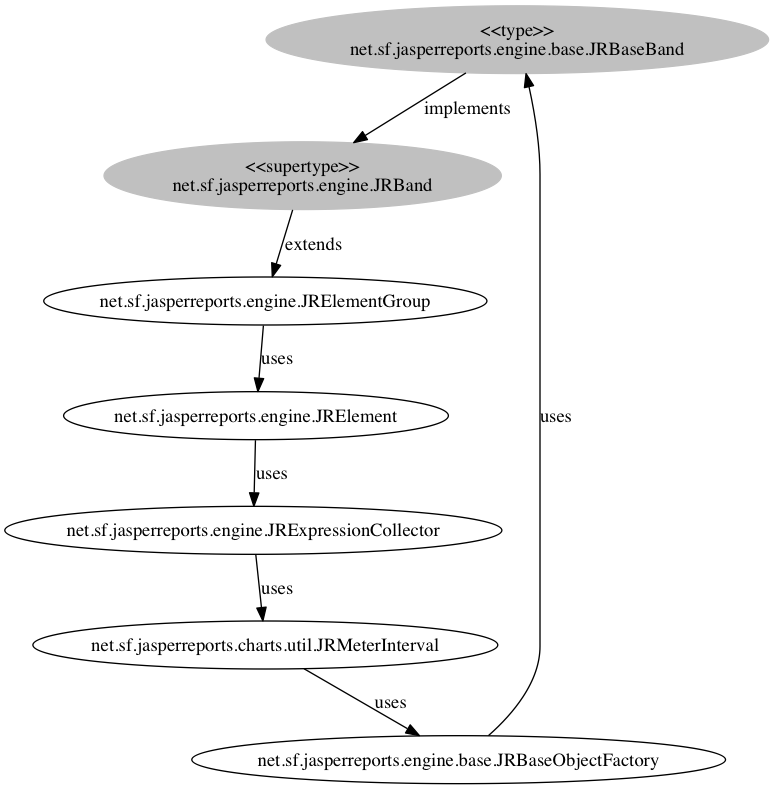 <<type>>
net.sf.jasperreports.engine.base.JRBaseBand
implements
<<supertype>>
net.sf.jasperreports.engine.JRBand
extends
net.sf.jasperreports.engine.JRElementGroup
uses
net.sf.jasperreports.engine.JRElement
uses
uses
net.sf.jasperreports.engine.JRExpressionCollector
uses
net.sf.jasperreports.charts.util.JRMeterInterval
uses
net.sf.jasperreports.engine.base.JRBaseObjectFactory